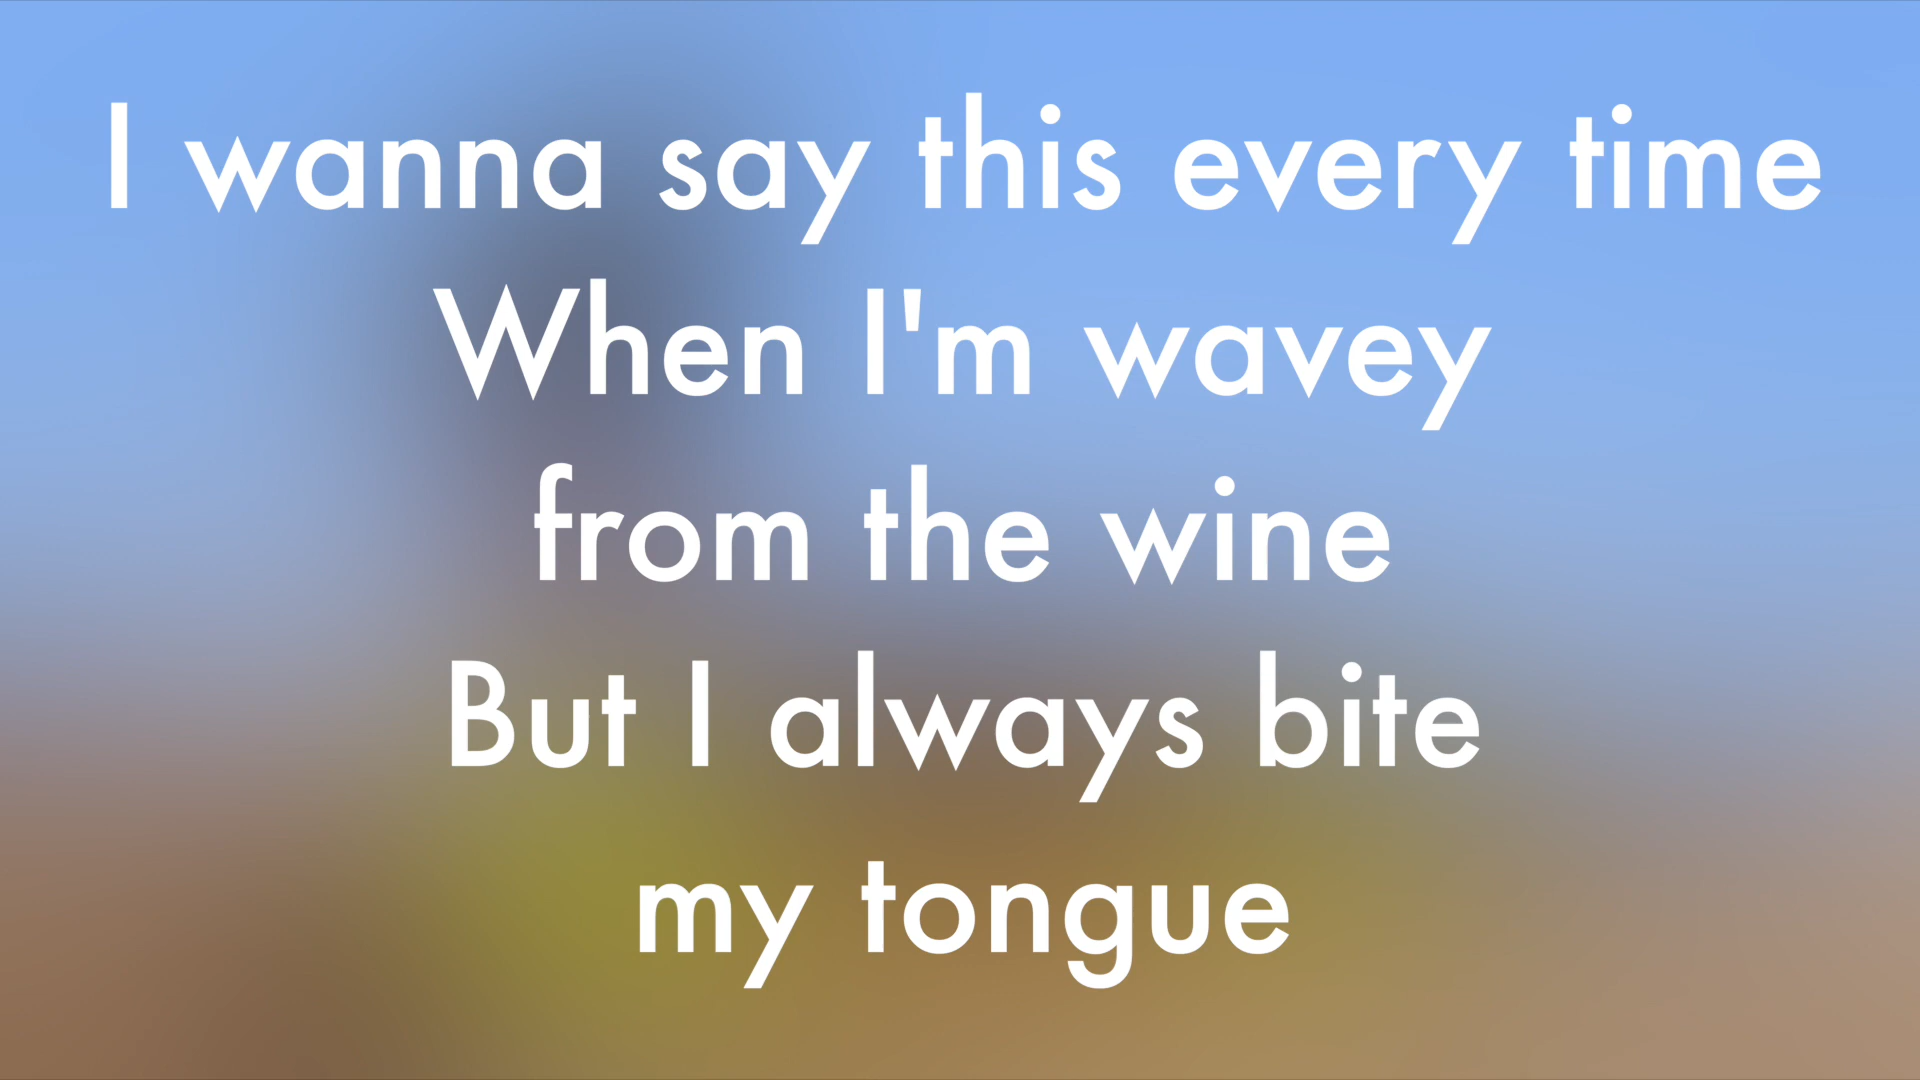 I wanna say this every time
When I'm wavey
from the wine
But I always bite
my tongue